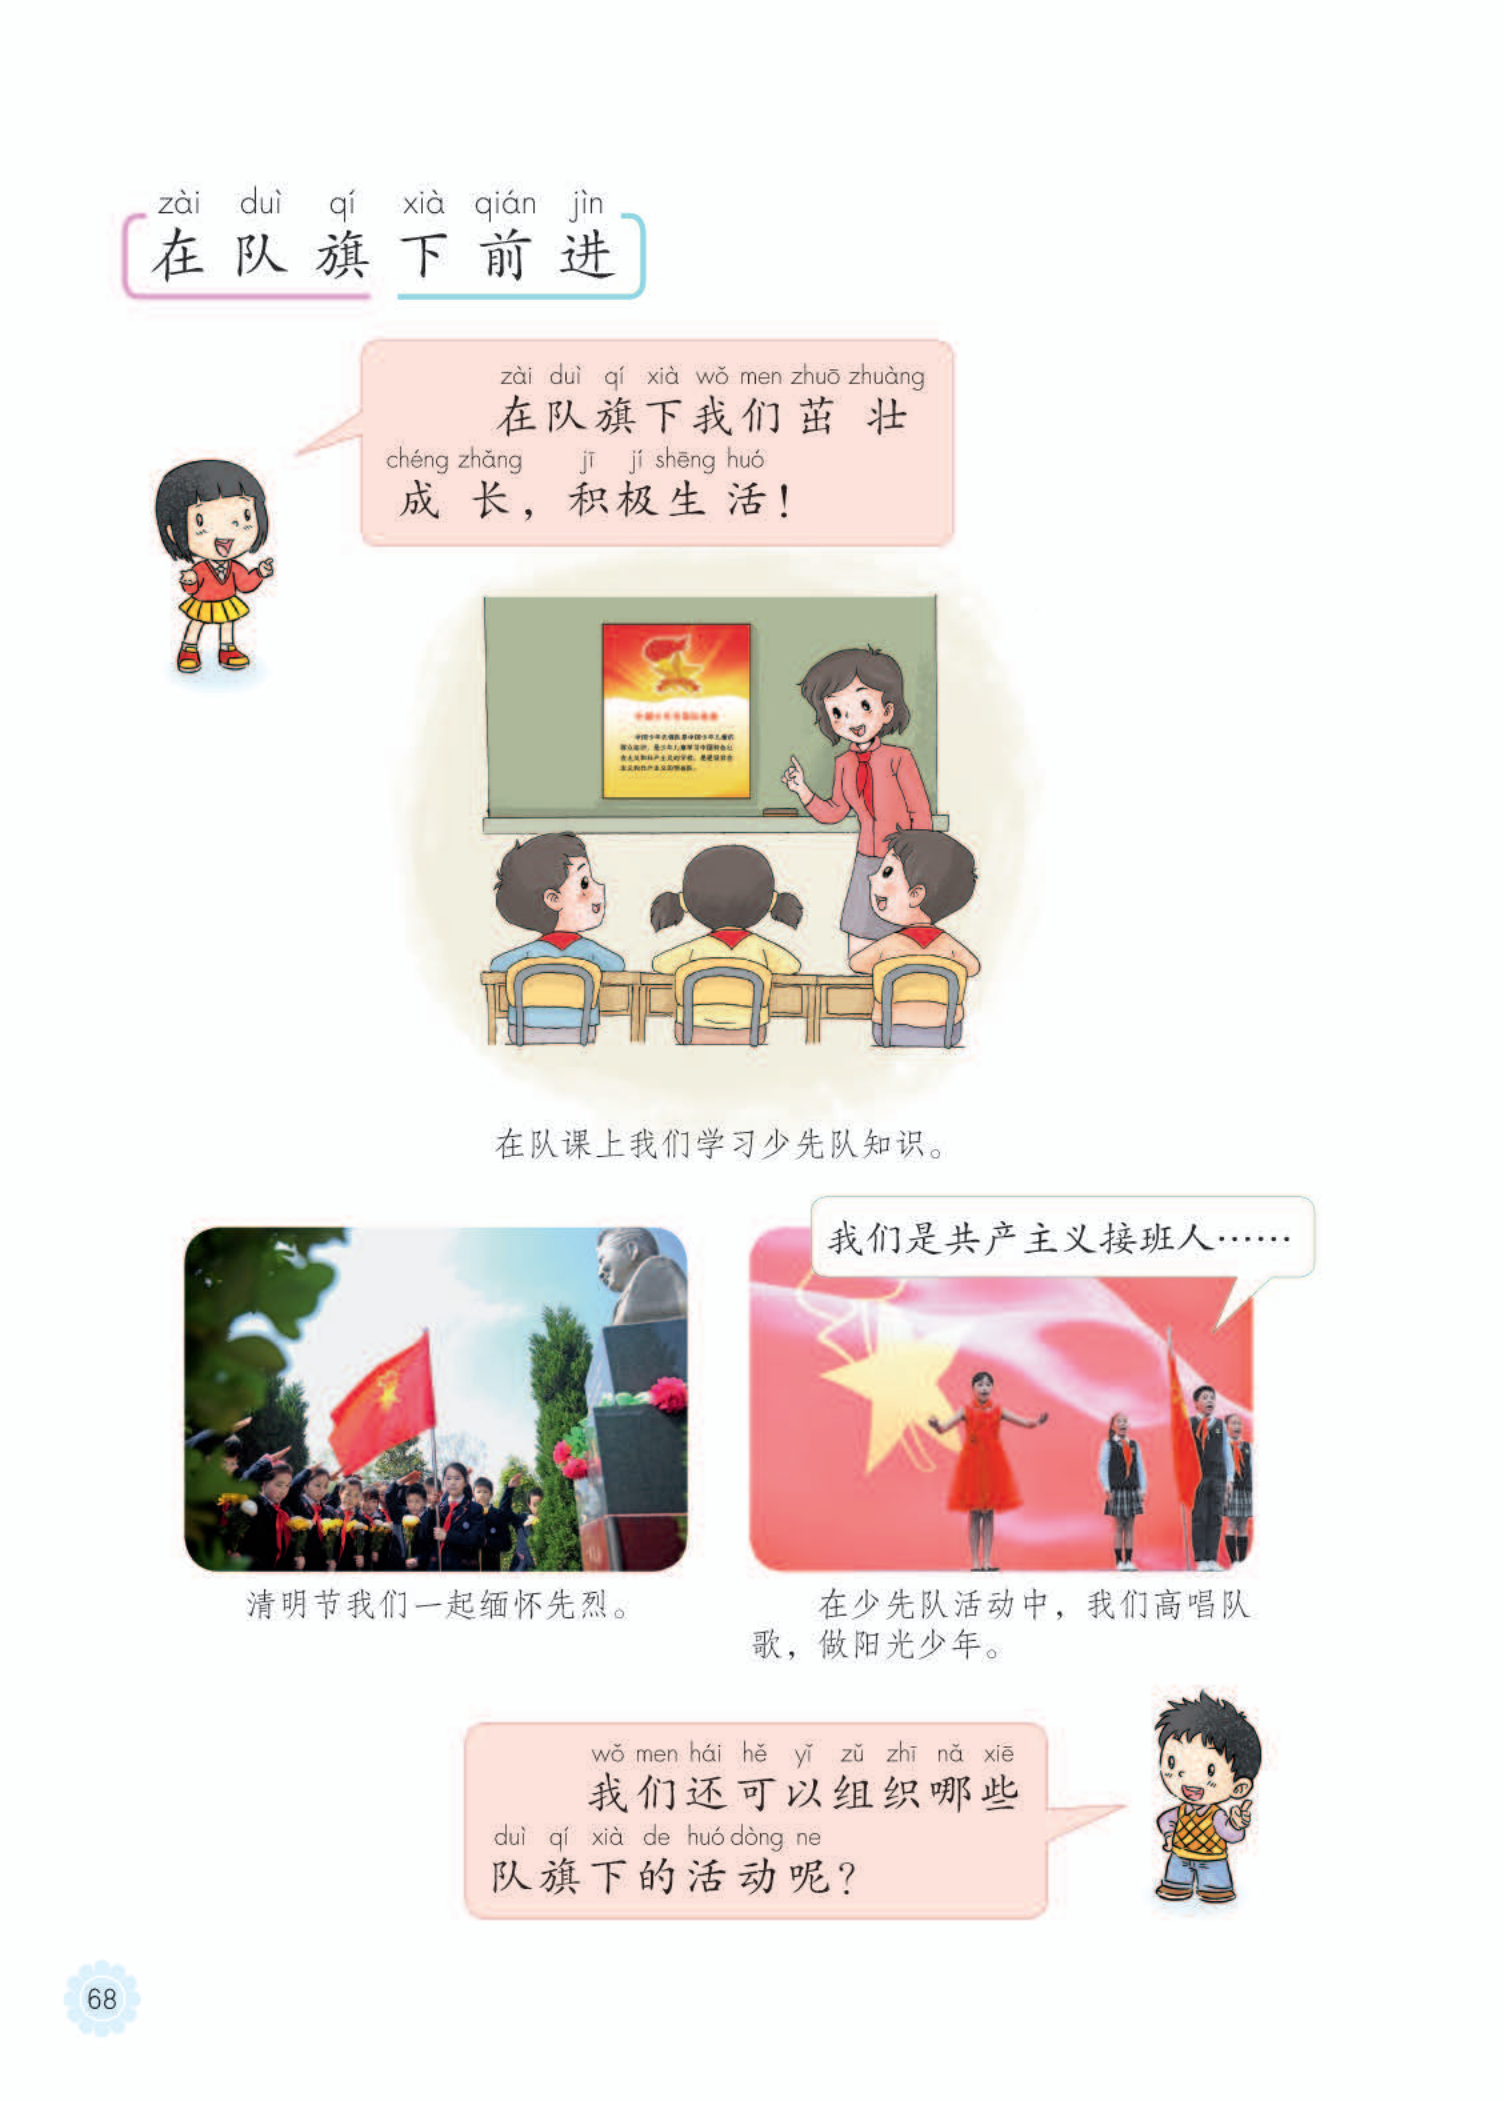 zài duì qí xià qián jìn
在队旗下前进
zài duì qí xià wǒ men zhuō zhuàng
在队旗下我们茁壮
chéng zhǎng jī jí shēng huó
成长，积极生活！
在队课上我们学习少先队知识。
我们是共产主义接班人……
清明节我们一起缅怀先烈。
在少先队活动中，我们高唱队
歌，做阳光少年。
wǒ men hái hě yǐ zǔ zhī nǎ xiē
我们还可以组织哪些
duì qí xià de huó dòng ne
队旗下的活动呢？
68